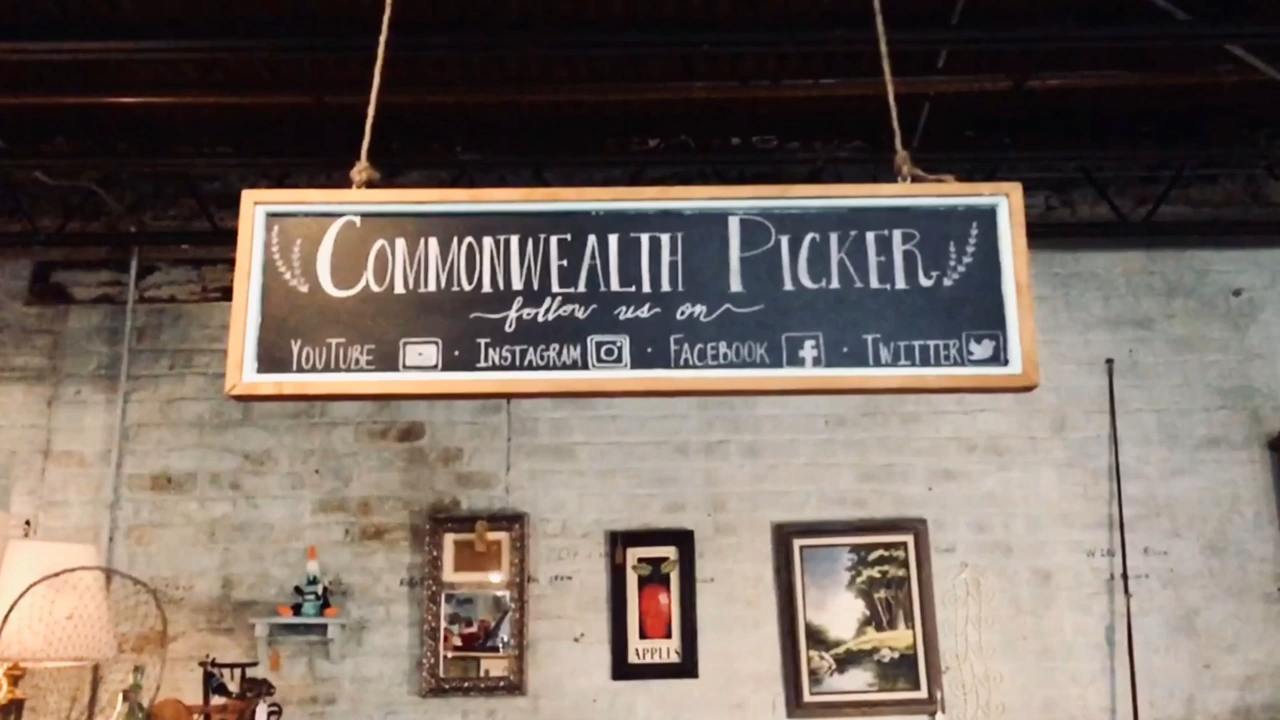 COMMONWEALTH PICKER
follow us on
YOUTUBE · INSTAGRAM · FACEBOOK · TWITTER
APPLES